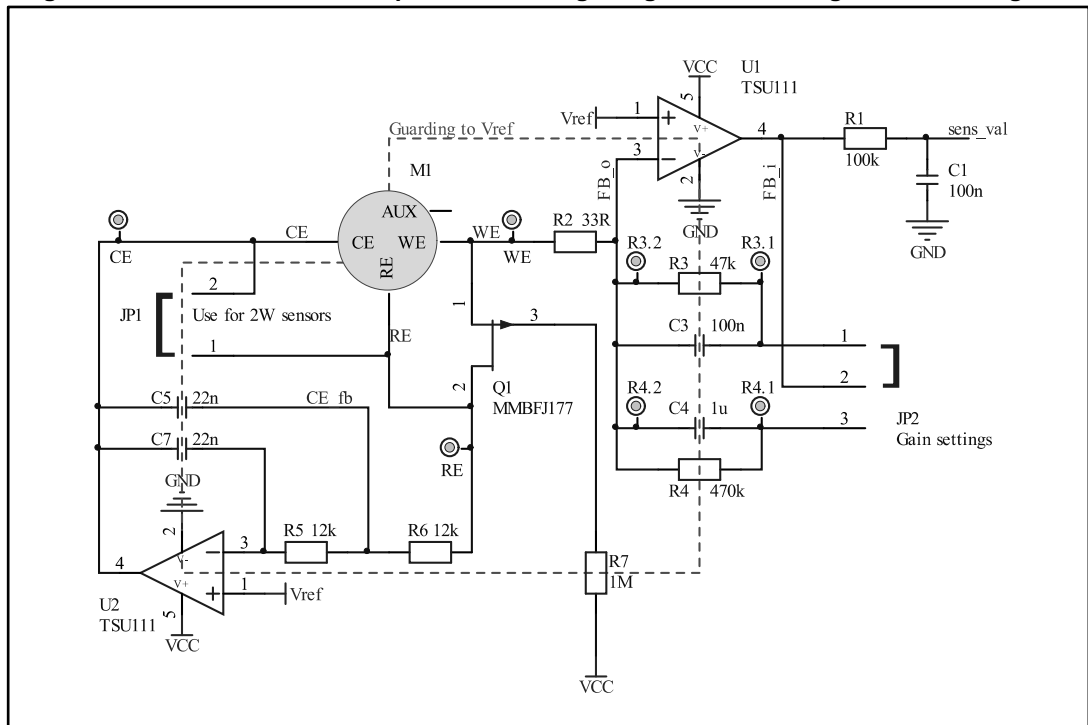 VCC
U1
TSU111
5
Vref
1
+
V+
4
R1
100k
sens_val
Guarding to Vref
3
−
V-
2
FB_o
FB_i
C1
100n
GND
GND
M1
AUX
CE
CE
WE
RE
WE
WE
R2 33R
CE
R3.2
R3.1
R3
47k
2
JP1
Use for 2W sensors
1
RE
1
3
C3
100n
1
2
2
Q1
MMBFJ177
C5
22n
CE_fb
R4.2
C4
1u
R4.1
3
JP2
Gain settings
C7
22n
RE
R4
470k
GND
2
3
R5 12k
R6 12k
−
V-
4
V+
+
1
Vref
R7
1M
U2
TSU111
5
VCC
VCC